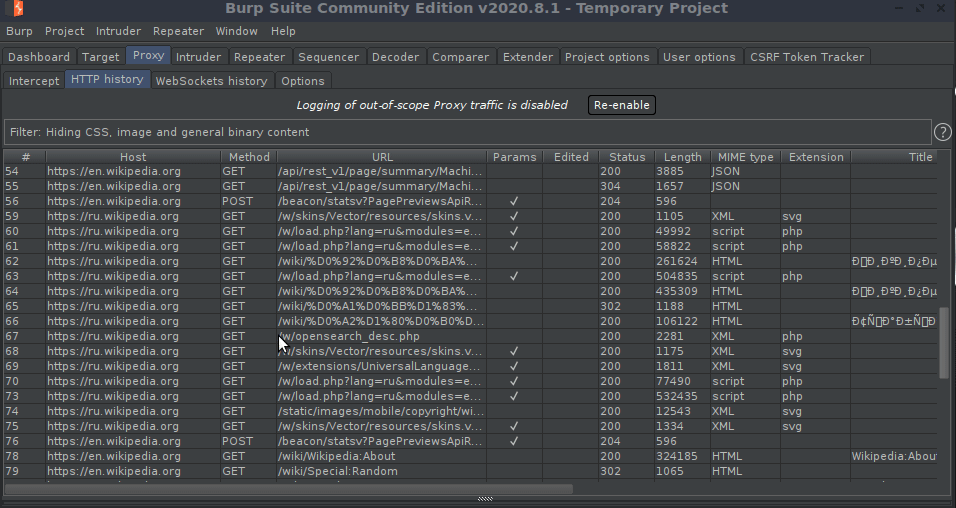 Burp Suite Community Edition v2020.8.1 - Temporary Project
Burp Project Intruder Repeater Window Help
Dashboard Target Proxy Intruder Repeater Sequencer Decoder Comparer Extender Project options User options CSRF Token Tracker
Intercept HTTP history WebSockets history Options
Logging of out-of-scope Proxy traffic is disabled Re-enable
Filter: Hiding CSS, image and general binary content ?
# Host Method URL Params Edited Status Length MIME type Extension Title
54 https://en.wikipedia.org GET /api/rest_v1/page/summary/Machi... 200 3885 JSON
55 https://en.wikipedia.org GET /api/rest_v1/page/summary/Machi... 304 1657 JSON
56 https://en.wikipedia.org POST /beacon/statsv?PagePreviewsApiR... ✓ 204 596
59 https://ru.wikipedia.org GET /w/skins/Vector/resources/skins.v... ✓ 200 1105 XML svg
60 https://ru.wikipedia.org GET /w/load.php?lang=ru&modules=e... ✓ 200 49992 script php
61 https://ru.wikipedia.org GET /w/load.php?lang=ru&modules=e... ✓ 200 58822 script php
62 https://ru.wikipedia.org GET /wiki/%D0%92%D0%B8%D0%BA%... 200 261624 HTML
63 https://ru.wikipedia.org GET /w/load.php?lang=ru&modules=e... ✓ 200 504835 script php
64 https://ru.wikipedia.org GET /wiki/%D0%92%D0%B8%D0%BA%... 200 435309 HTML
65 https://ru.wikipedia.org GET /wiki/%D0%A1%D0%BB%D1%83%... 302 1188 HTML
66 https://ru.wikipedia.org GET /wiki/%D0%A2%D1%80%D0%B0%D... 200 106122 HTML
67 https://ru.wikipedia.org GET /w/opensearch_desc.php 200 2281 XML php
68 https://ru.wikipedia.org GET /w/skins/Vector/resources/skins.v... ✓ 200 1175 XML svg
69 https://ru.wikipedia.org GET /w/extensions/UniversalLanguage... ✓ 200 1811 XML svg
70 https://ru.wikipedia.org GET /w/load.php?lang=ru&modules=e... ✓ 200 77490 script php
73 https://ru.wikipedia.org GET /w/load.php?lang=ru&modules=e... ✓ 200 532435 script php
74 https://ru.wikipedia.org GET /static/images/mobile/copyright/wi... 200 12543 XML svg
75 https://ru.wikipedia.org GET /w/skins/Vector/resources/skins.v... ✓ 200 1334 XML svg
76 https://en.wikipedia.org POST /beacon/statsv?PagePreviewsApiR... ✓ 204 596
78 https://en.wikipedia.org GET /wiki/Wikipedia:About 200 324185 HTML Wikipedia:About
79 https://en.wikipedia.org GET /wiki/Special:Random 302 1065 HTML